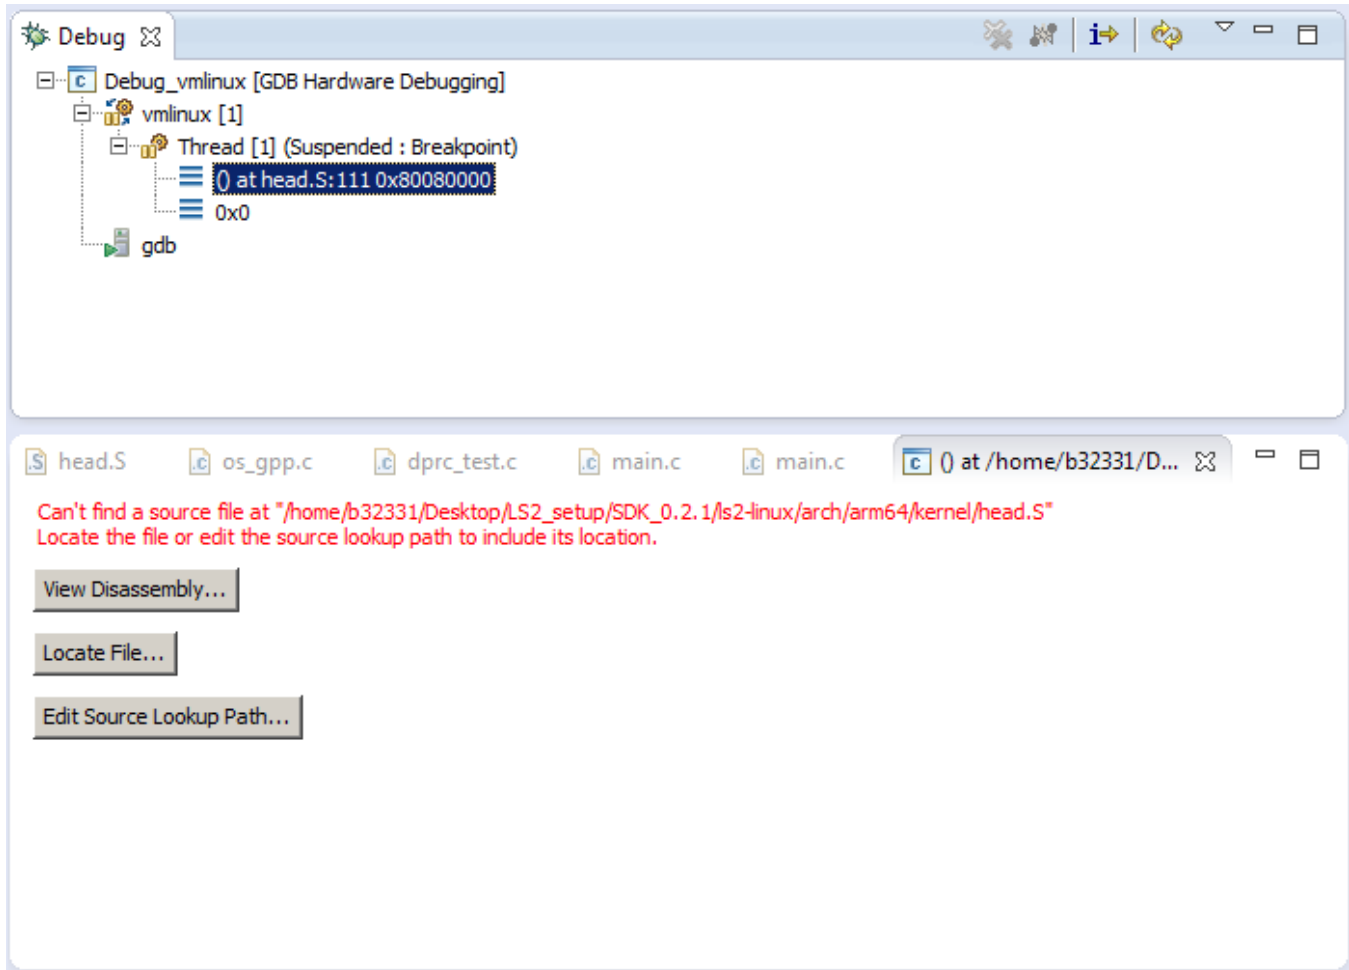 Debug
Debug_vmlinux [GDB Hardware Debugging]
vmlinux [1]
Thread [1] (Suspended : Breakpoint)
() at head.S:111 0x80080000
0x0
gdb
head.S os_gpp.c dprc_test.c main.c main.c () at /home/b32331/D...
Can't find a source file at "/home/b32331/Desktop/LS2_setup/SDK_0.2.1/ls2-linux/arch/arm64/kernel/head.S"
Locate the file or edit the source lookup path to include its location.
View Disassembly...
Locate File...
Edit Source Lookup Path...